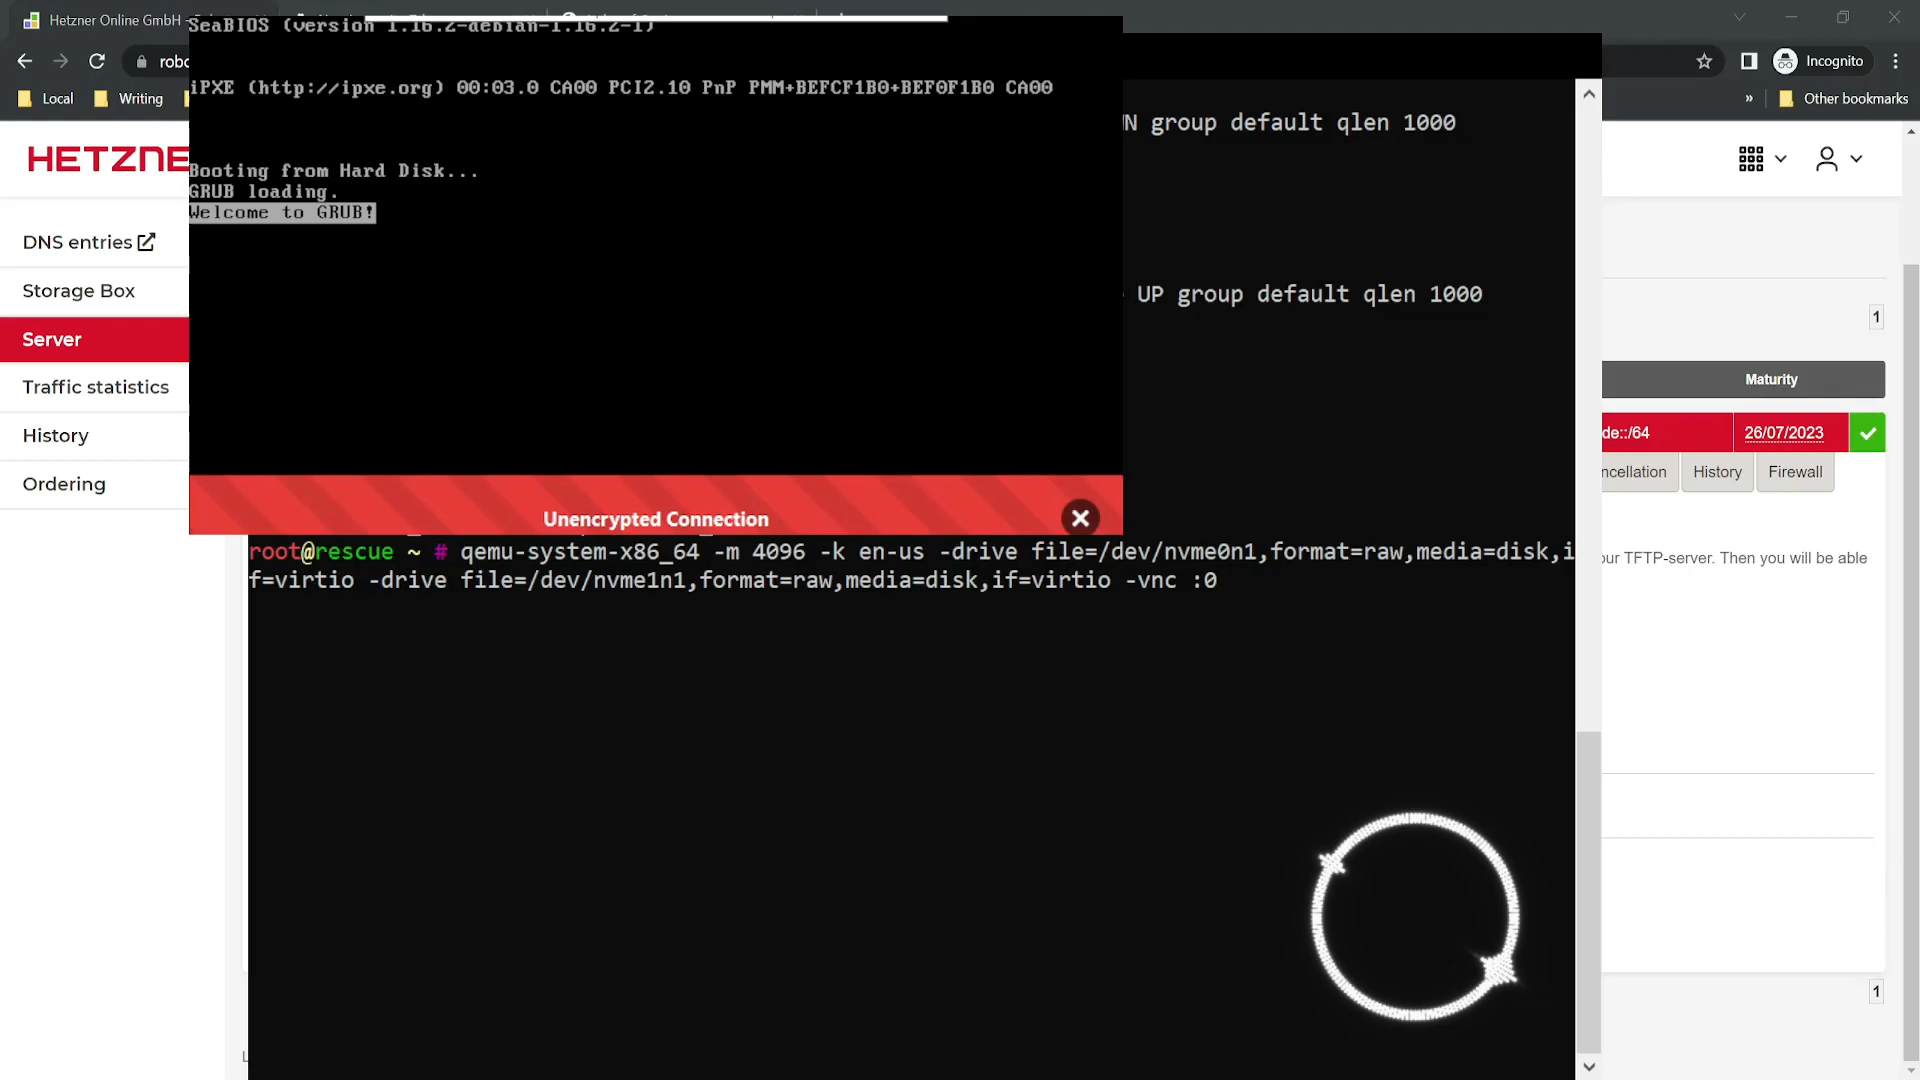 Hetzner Online GmbH -
SeaBIOS (version 1.16.2-debian-1.16.2-1)
Incognito
iPXE (http://ipxe.org) 00:03.0 CA00 PCI2.10 PnP PMM+BEFCF1B0+BEF0F1B0 CA00
Local
Writing
Other bookmarks
N group default qlen 1000
HETZNE
Booting from Hard Disk...
GRUB loading.
Welcome to GRUB!
DNS entries
Storage Box
UP group default qlen 1000
1
Server
Maturity
Traffic statistics
de::/64
26/07/2023
History
ncellation
History
Firewall
Ordering
Unencrypted Connection
root@rescue ~ # qemu-system-x86_64 -m 4096 -k en-us -drive file=/dev/nvme0n1,format=raw,media=disk,i
f=virtio -drive file=/dev/nvme1n1,format=raw,media=disk,if=virtio -vnc :0
our TFTP-server. Then you will be able
1